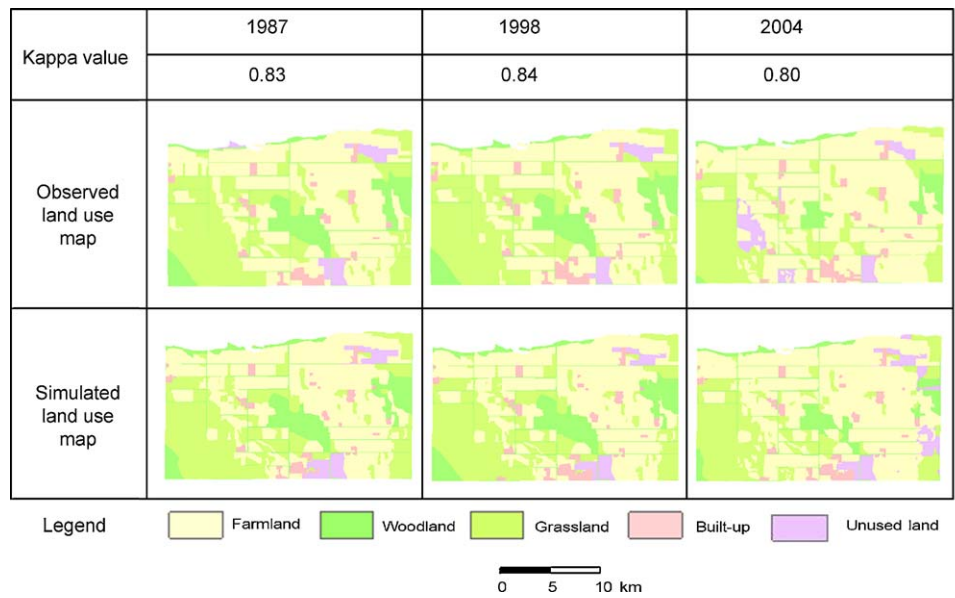 Kappa value
1987 1998 2004
0.83 0.84 0.80
Observed
land use
map
Simulated
land use
map
Legend Farmland Woodland Grassland Built-up Unused land
0 5 10 km